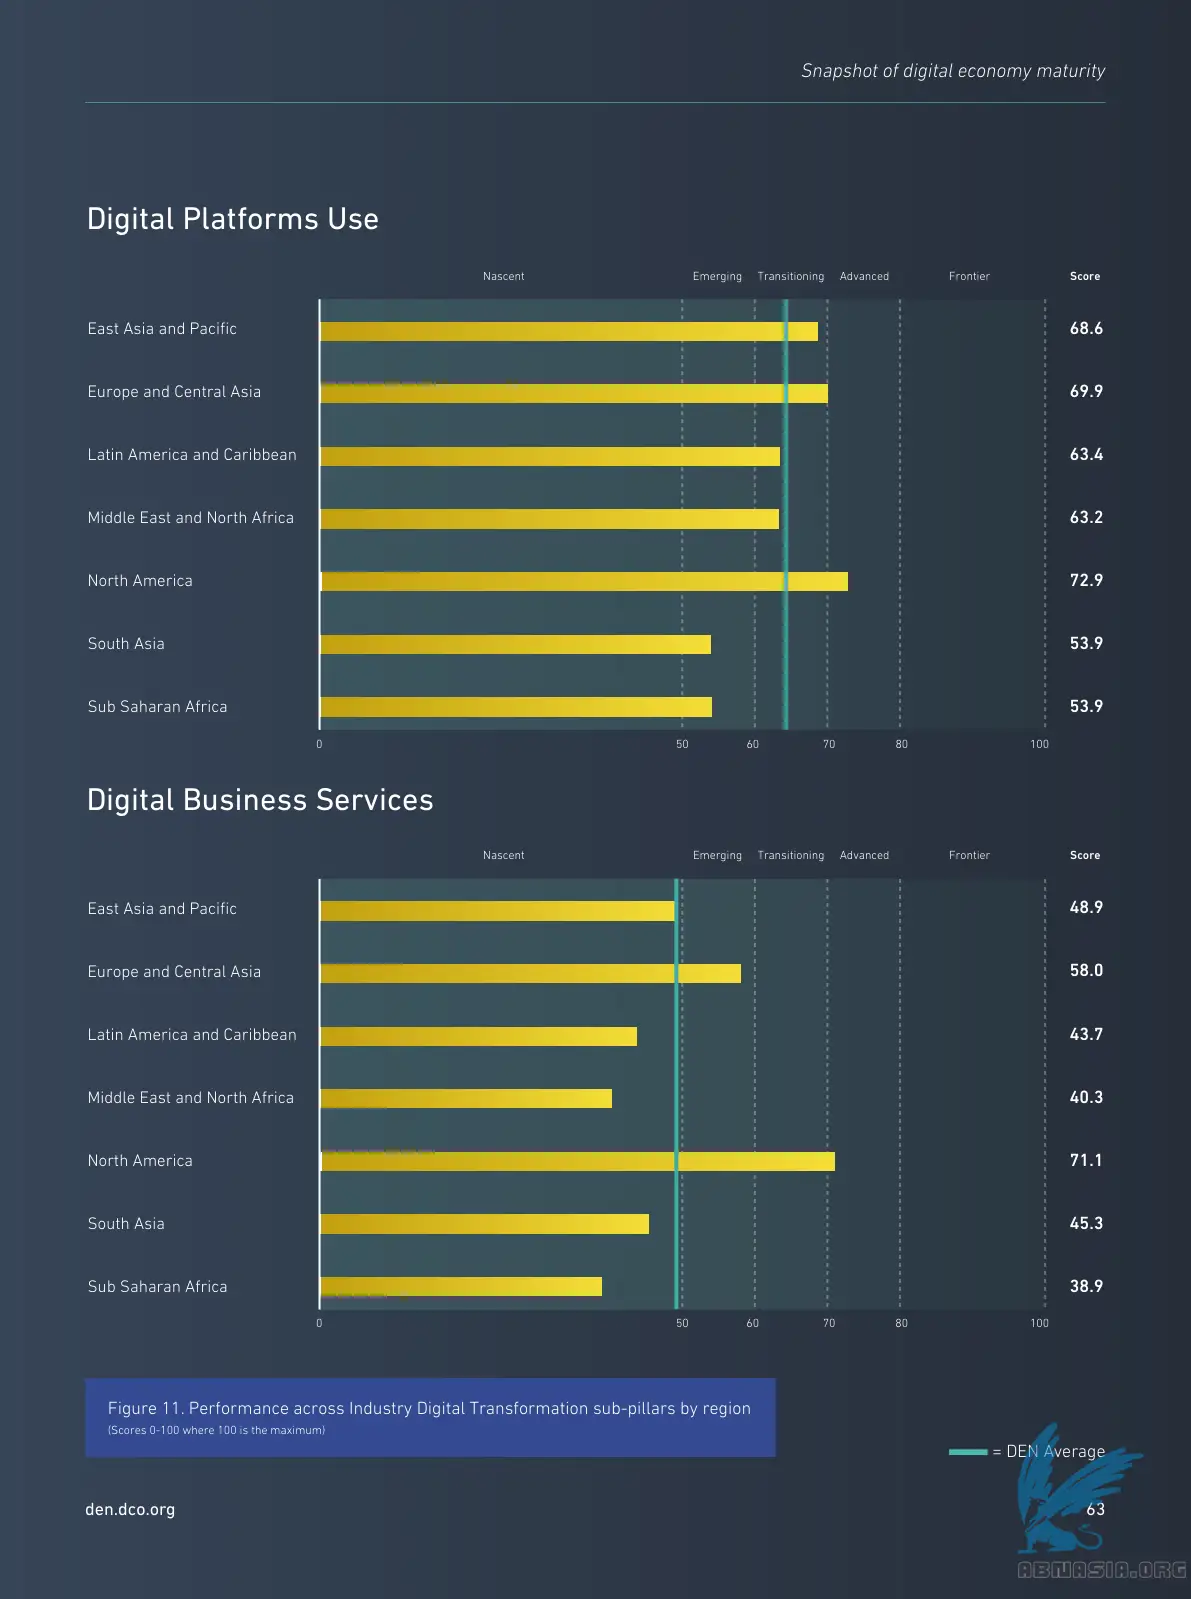 Snapshot of digital economy maturity
Digital Platforms Use
Nascent Emerging Transitioning Advanced Frontier Score
East Asia and Pacific 68.6
Europe and Central Asia 69.9
Latin America and Caribbean 63.4
Middle East and North Africa 63.2
North America 72.9
South Asia 53.9
Sub Saharan Africa 53.9
0 50 60 70 80 100
Digital Business Services
Nascent Emerging Transitioning Advanced Frontier Score
East Asia and Pacific 48.9
Europe and Central Asia 58.0
Latin America and Caribbean 43.7
Middle East and North Africa 40.3
North America 71.1
South Asia 45.3
Sub Saharan Africa 38.9
0 50 60 70 80 100
Figure 11. Performance across Industry Digital Transformation sub-pillars by region
(Scores 0-100 where 100 is the maximum)
= DEN Average
den.dco.org 63
ABNASIA.ORG